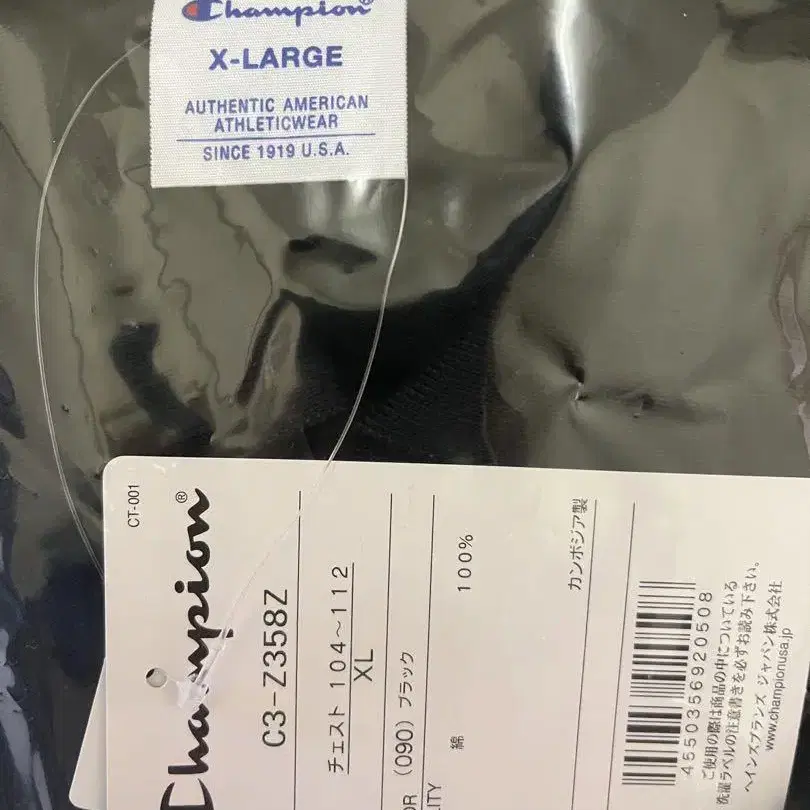 Champion®
X-LARGE
AUTHENTIC AMERICAN
ATHLETICWEAR
SINCE 1919 U.S.A.
CT-001
Champion®
C3-Z358Z
チェスト 104～112
XL
OR (090) ブラック
ITY
綿 100%
カンボジア製
4550356920508
ご使用の際は商品の中についている
洗濯ラベルの注意書きを必ずお読み下さい。
ヘインズブランズ ジャパン株式会社
www.championusa.jp